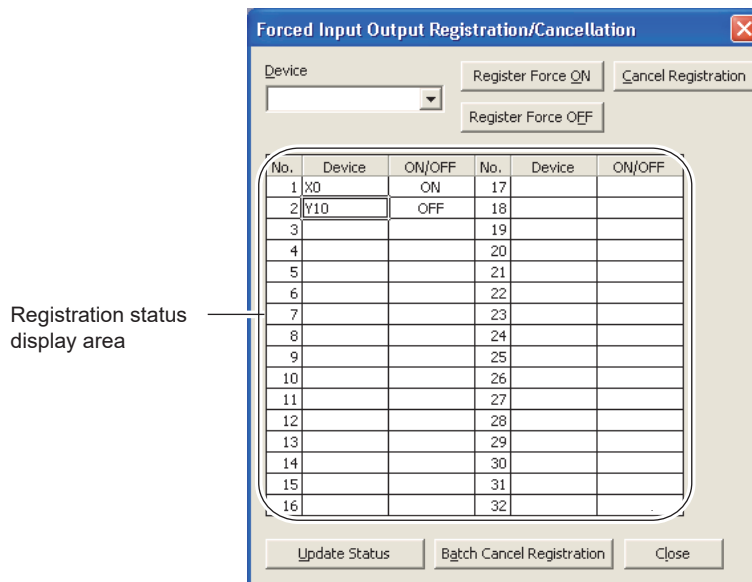 Forced Input Output Registration/Cancellation
Device
Register Force ON
Cancel Registration
Register Force OFF
No. Device ON/OFF No. Device ON/OFF
1 X0 ON 17
2 Y10 OFF 18
3 19
4 20
5 21
6 22
7 23
8 24
9 25
10 26
11 27
12 28
13 29
14 30
15 31
16 32
Registration status
display area
Update Status Batch Cancel Registration Close